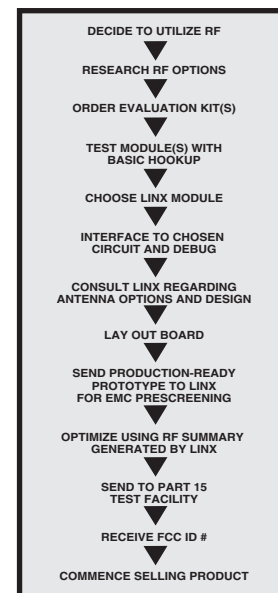 DECIDE TO UTILIZE RF
RESEARCH RF OPTIONS
ORDER EVALUATION KIT(S)
TEST MODULE(S) WITH
BASIC HOOKUP
CHOOSE LINX MODULE
INTERFACE TO CHOSEN
CIRCUIT AND DEBUG
CONSULT LINX REGARDING
ANTENNA OPTIONS AND DESIGN
LAY OUT BOARD
SEND PRODUCTION-READY
PROTOTYPE TO LINX
FOR EMC PRESCREENING
OPTIMIZE USING RF SUMMARY
GENERATED BY LINX
SEND TO PART 15
TEST FACILITY
RECEIVE FCC ID #
COMMENCE SELLING PRODUCT